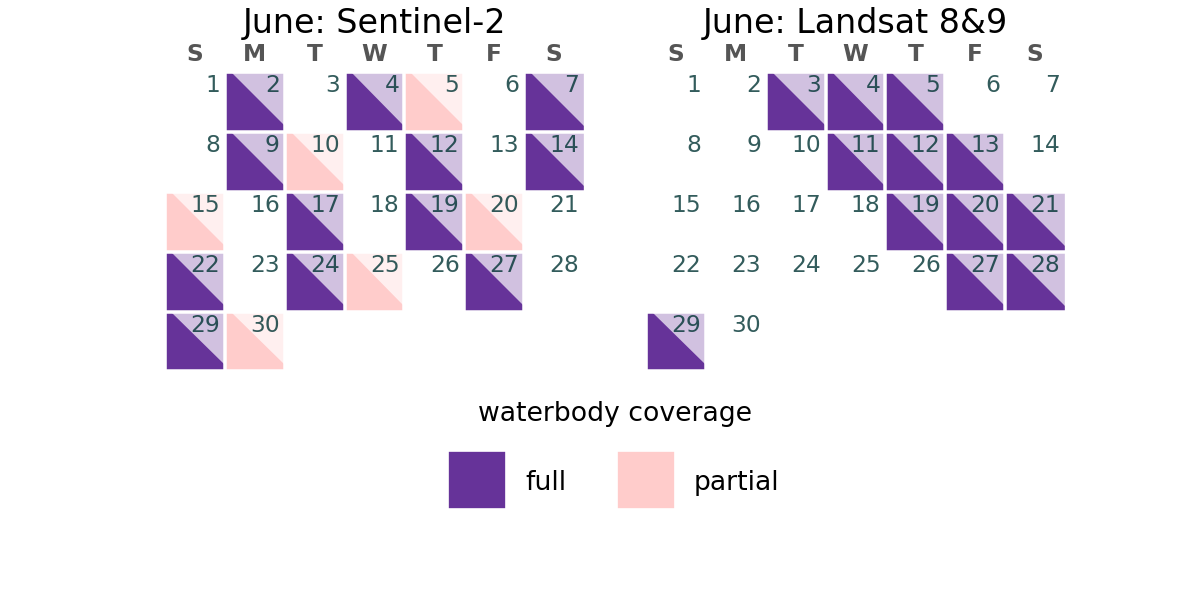 June: Sentinel-2
S M T W T F S
1 2 3 4 5 6 7
8 9 10 11 12 13 14
15 16 17 18 19 20 21
22 23 24 25 26 27 28
29 30
June: Landsat 8&9
S M T W T F S
1 2 3 4 5 6 7
8 9 10 11 12 13 14
15 16 17 18 19 20 21
22 23 24 25 26 27 28
29 30
waterbody coverage
full partial